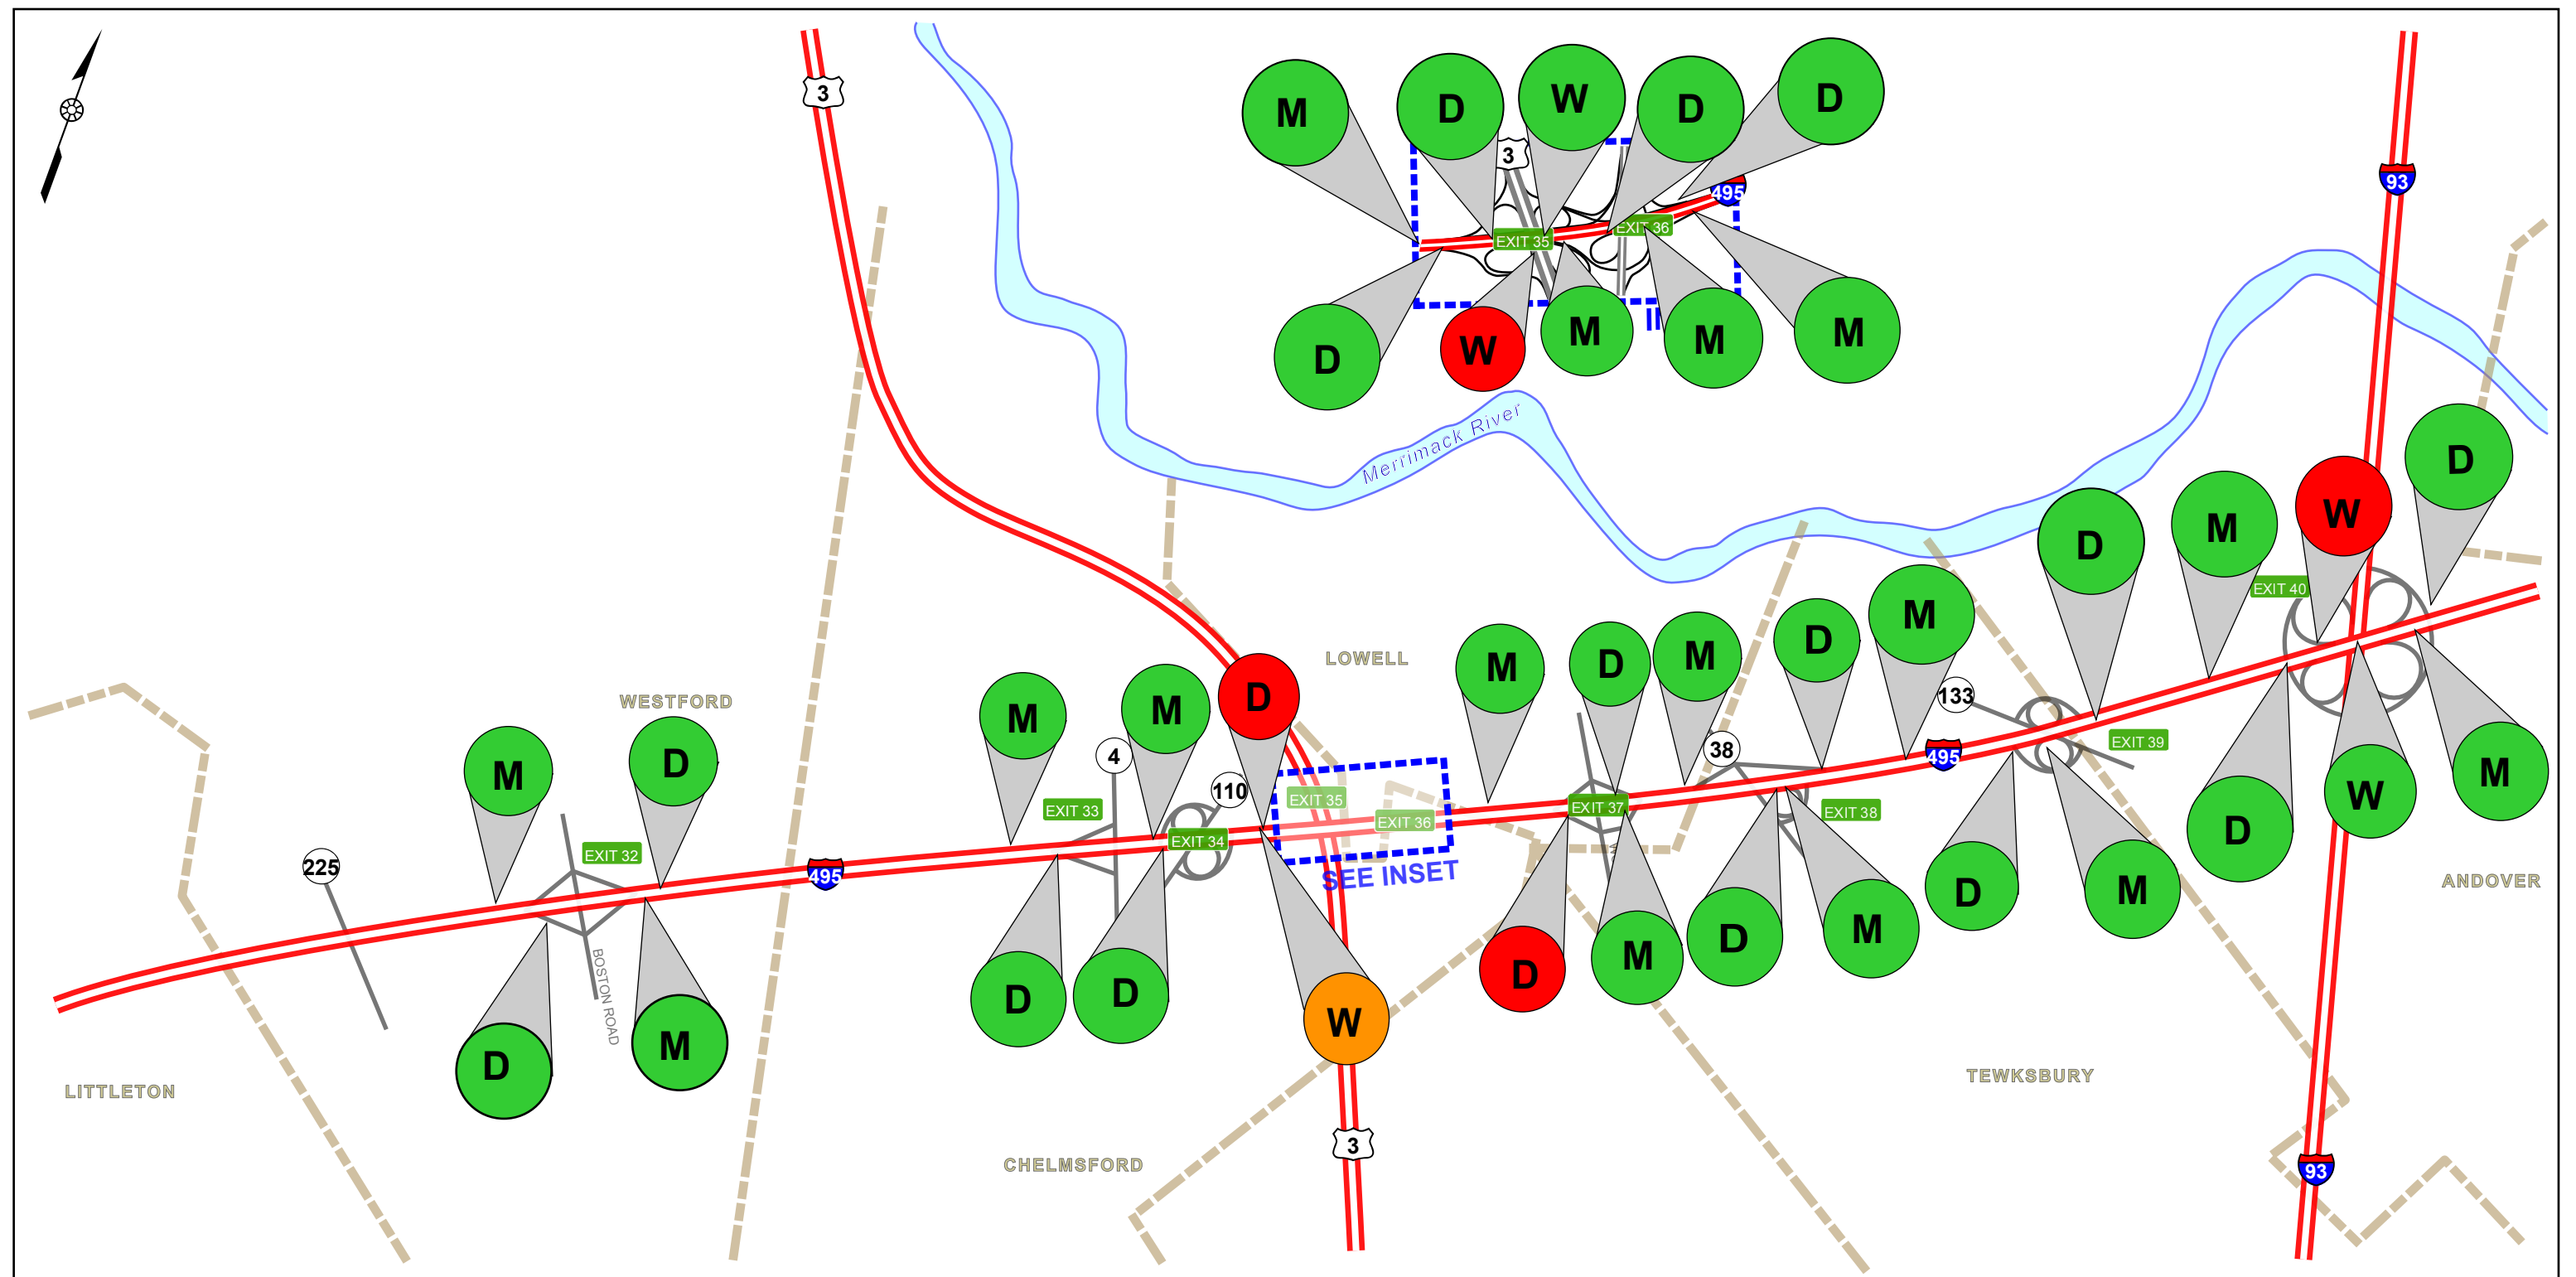 3
93
M
D
W
D
D
3
495
EXIT 35
EXIT 36
D
W
M
M
M
II
Merrimack River
D
W
M
D
M
D
M
D
M
D
M
M
M
D
M
D
EXIT 40
LOWELL
133
WESTFORD
4
110
38
495
EXIT 39
EXIT 33
EXIT 35
EXIT 36
EXIT 37
EXIT 38
EXIT 34
EXIT 32
225
495
SEE INSET
M
W
D
D
M
M
D
M
D
D
D
W
M
D
ANDOVER
BOSTON ROAD
LITTLETON
TEWKSBURY
CHELMSFORD
3
93